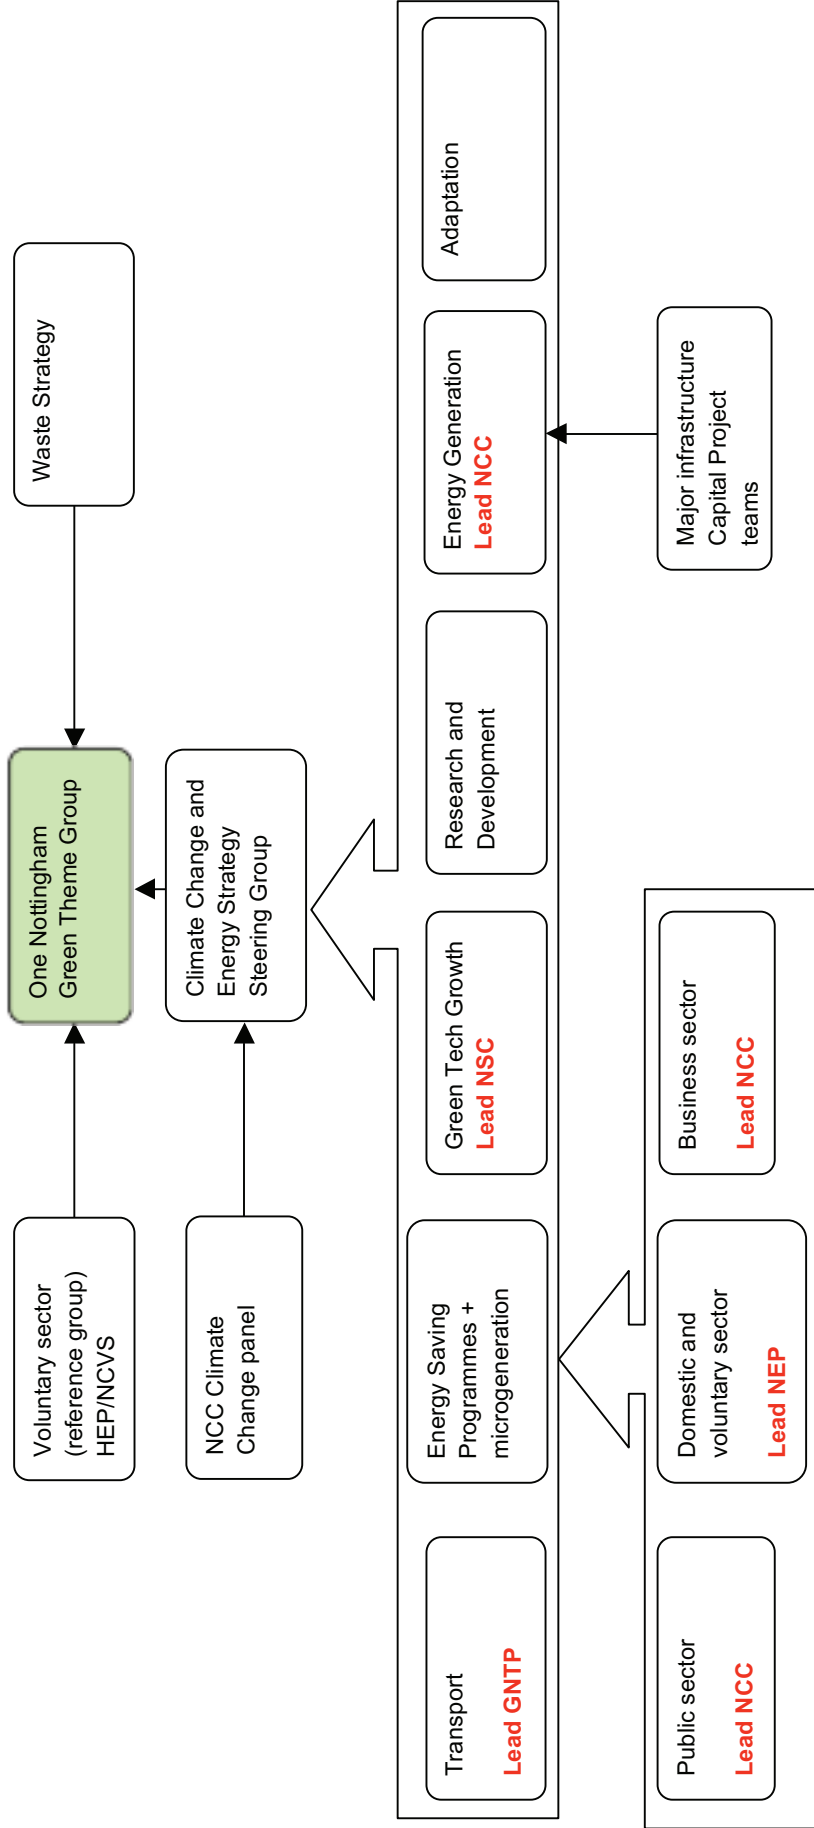 Voluntary sector
(reference group)
HEP/NCVS
One Nottingham
Green Theme Group
Waste Strategy
NCC Climate
Change panel
Climate Change and
Energy Strategy
Steering Group
Transport
Lead GNTP
Energy Saving
Programmes +
microgeneration
Green Tech Growth
Lead NSC
Research and
Development
Energy Generation
Lead NCC
Adaptation
Public sector
Lead NCC
Domestic and
voluntary sector
Lead NEP
Business sector
Lead NCC
Major infrastructure
Capital Project
teams